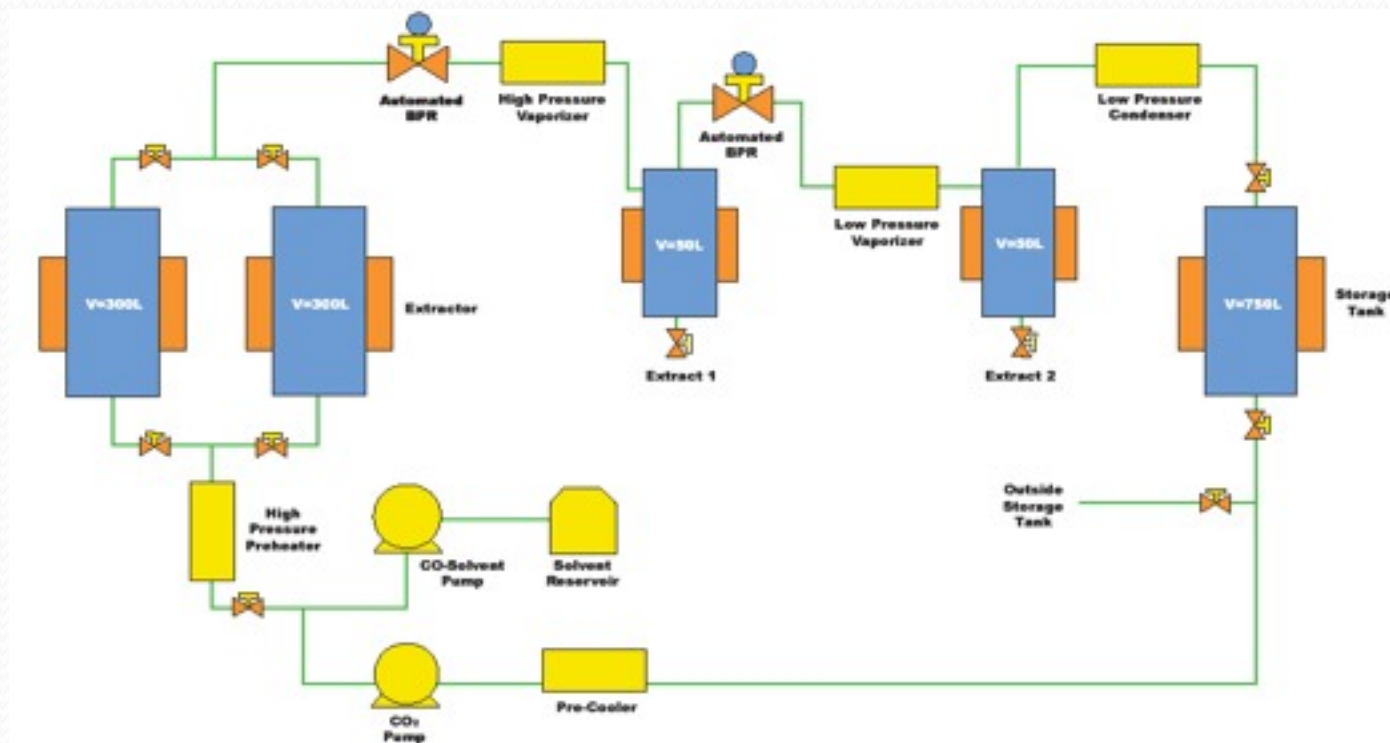 Automated
BPR
High Pressure
Vaporizer
Low Pressure
Condenser
Automated
BPR
Low Pressure
Vaporizer
V=50L
V=50L
V=300L
V=300L
Extractor
V=750L
Storage
Tank
Extract 1
Extract 2
Outside
Storage
Tank
High
Pressure
Preheater
CO-Solvent
Pump
Solvent
Reservoir
Pre-Cooler
CO₂
Pump